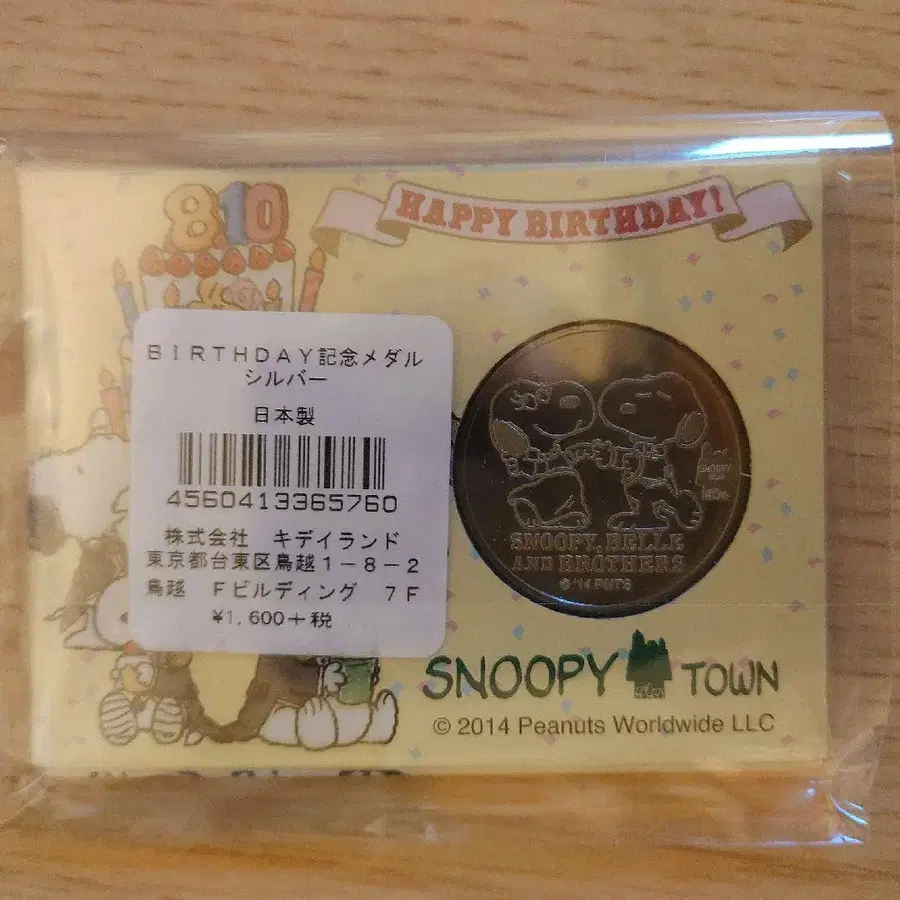 810
HAPPY BIRTHDAY!
ＢＩＲＴＨＤＡＹ記念メダル
シルバー
日本製
4560413365760
株式会社　キデイランド
東京都台東区鳥越１－８－２
鳥越　Ｆビルディング　７Ｆ
¥1,600＋税
SNOOPY, BELLE
AND BROTHERS
© '14 PNTS
SNOOPY TOWN
© 2014 Peanuts Worldwide LLC